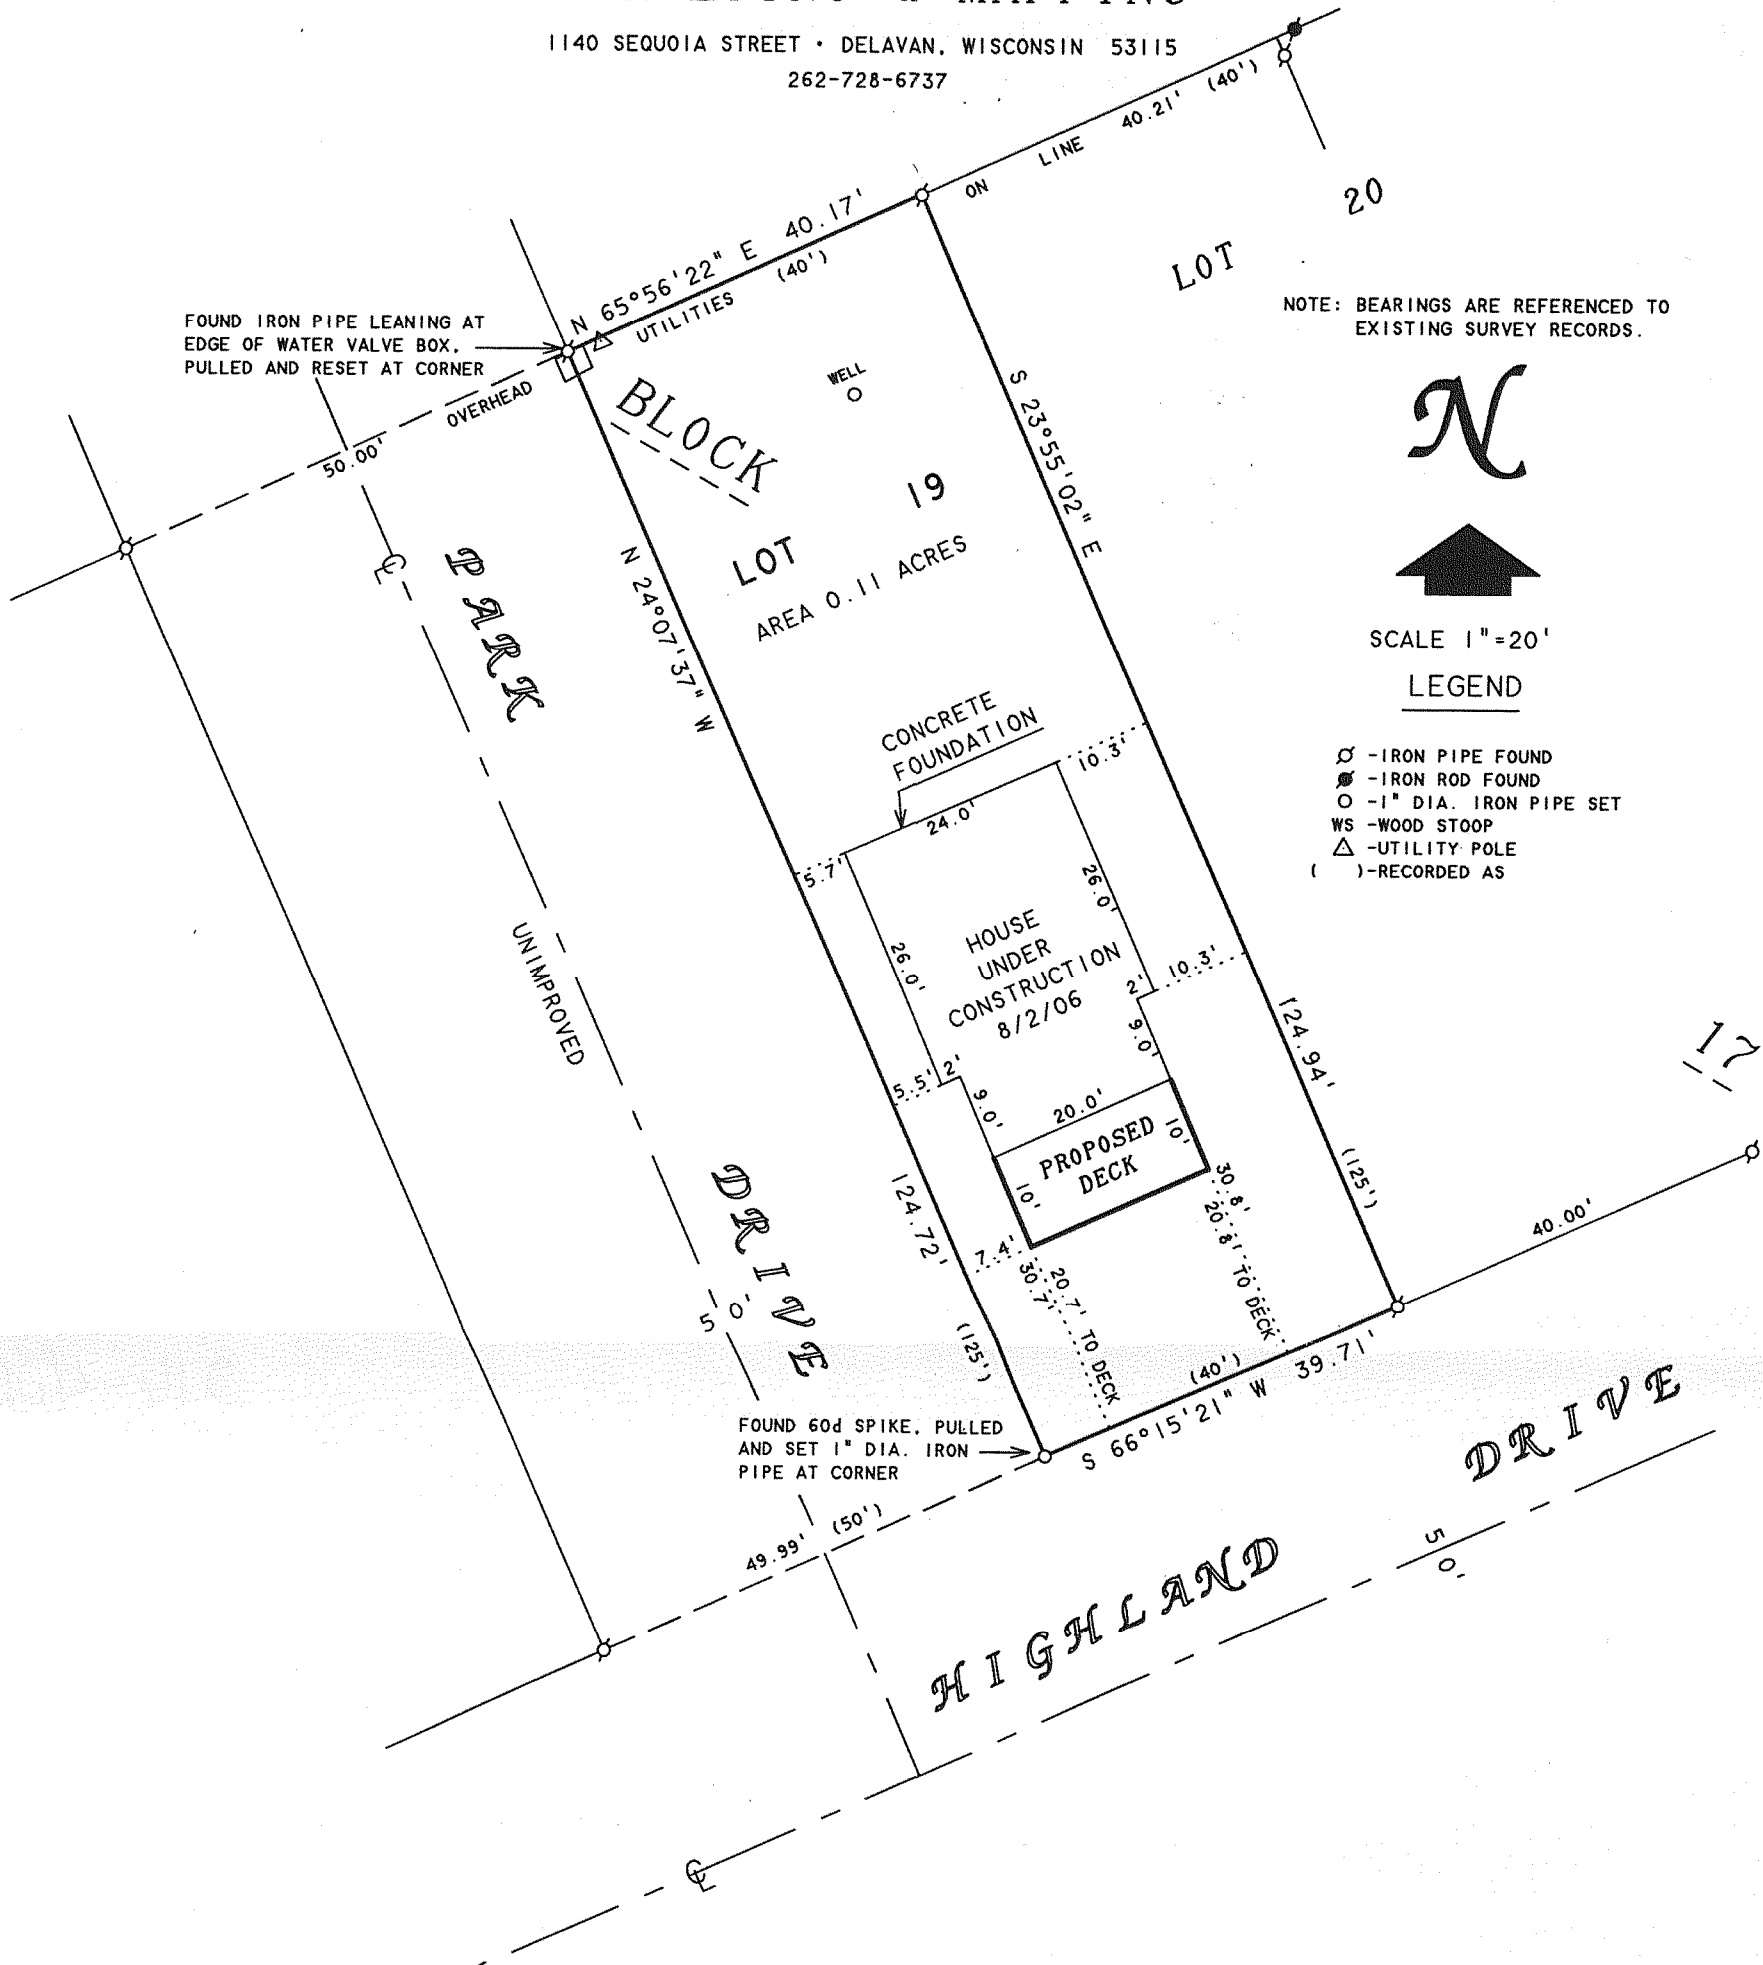 1140 SEQUOIA STREET • DELAVAN, WISCONSIN 53115
262-728-6737
ON LINE 40.21' (40')
LOT 20
N 65°56'22" E 40.17'
UTILITIES (40')
FOUND IRON PIPE LEANING AT
EDGE OF WATER VALVE BOX.
PULLED AND RESET AT CORNER
OVERHEAD
50.00'
NOTE: BEARINGS ARE REFERENCED TO
EXISTING SURVEY RECORDS.
N
SCALE 1"=20'
LEGEND
-IRON PIPE FOUND
-IRON ROD FOUND
-1" DIA. IRON PIPE SET
WS -WOOD STOOP
-UTILITY POLE
( )-RECORDED AS
WELL
BLOCK
LOT 19
AREA 0.11 ACRES
S 23°55'02" E
124.94'
(125')
N 24°07'37" W
124.72'
(125')
CL
PARK
DRIVE
UNIMPROVED
50'
CONCRETE
FOUNDATION
10.3'
24.0'
5.7'
26.0'
26.0'
HOUSE
UNDER
CONSTRUCTION
8/2/06
2' 10.3'
9.0'
5.5' 2'
9.0'
20.0'
PROPOSED
DECK
10'
10'
7.4'
30.8'
20.8' TO DECK
30.7'
20.7' TO DECK
17
40.00'
(40')
S 66°15'21" W 39.71'
FOUND 60d SPIKE. PULLED
AND SET 1" DIA. IRON
PIPE AT CORNER
49.99' (50')
HIGHLAND DRIVE
50'
CL